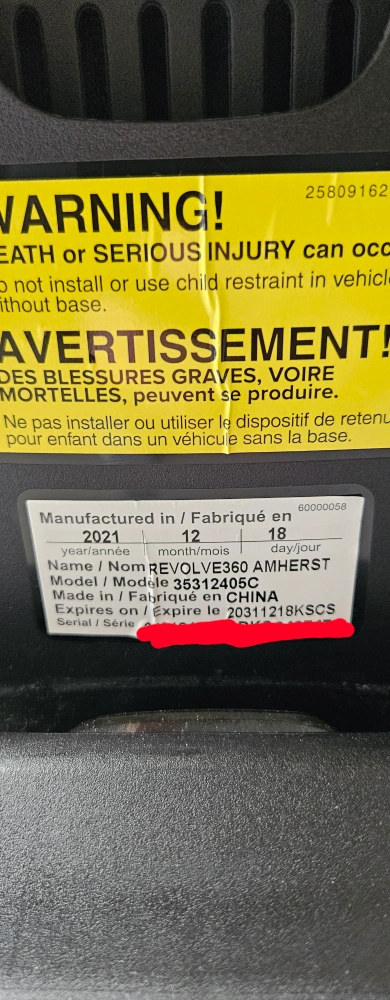 25809162
WARNING!
EATH or SERIOUS INJURY can occ
o not install or use child restraint in vehicl
ithout base.
AVERTISSEMENT!
DES BLESSURES GRAVES, VOIRE
MORTELLES, peuvent se produire.
Ne pas installer ou utiliser le dispositif de retenu
pour enfant dans un véhicule sans la base.
60000058
Manufactured in / Fabriqué en
2021 12 18
year/année month/mois day/jour
Name / Nom REVOLVE360 AMHERST
Model / Modèle 35312405C
Made in / Fabriqué en CHINA
Expires on / Expire le 20311218KSCS
Serial / Série